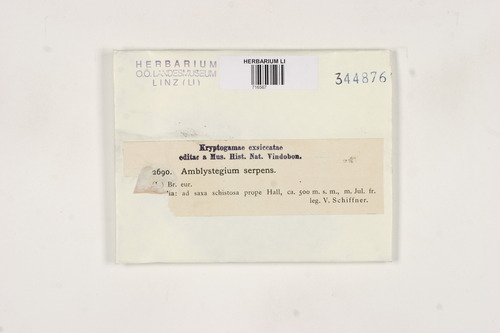 HERBARIUM
O.Ö. LANDESMUSEUM
LINZ (LI)
HERBARIUM LI
344876
Kryptogamae exsiccatae
editae a Mus. Hist. Nat. Vindobon.
2690. Amblystegium serpens.
Br. eur.
ad saxa schistosa prope Hall, ca. 500 m. s. m., m. Jul. fr.
leg. V. Schiffner.